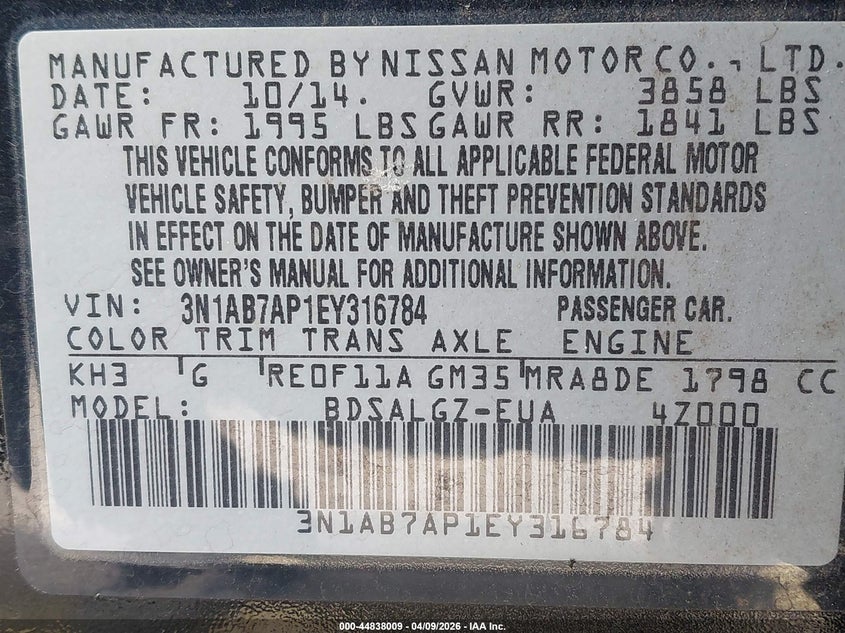 MANUFACTURED BY NISSAN MOTOR CO., LTD.
DATE: 10/14. GVWR: 3858 LBS
GAWR FR: 1995 LBS GAWR RR: 1841 LBS
THIS VEHICLE CONFORMS TO ALL APPLICABLE FEDERAL MOTOR
VEHICLE SAFETY, BUMPER AND THEFT PREVENTION STANDARDS
IN EFFECT ON THE DATE OF MANUFACTURE SHOWN ABOVE.
SEE OWNER'S MANUAL FOR ADDITIONAL INFORMATION.
VIN: 3N1AB7AP1EY316784 PASSENGER CAR.
COLOR TRIM TRANS AXLE ENGINE
KH3 G RE0F11A GM35 MRA8DE 1798 CC
MODEL: BDSALGZ-EUA 4Z000
3N1AB7AP1EY316784
000-44838009 - 04/09/2026 - IAA Inc.